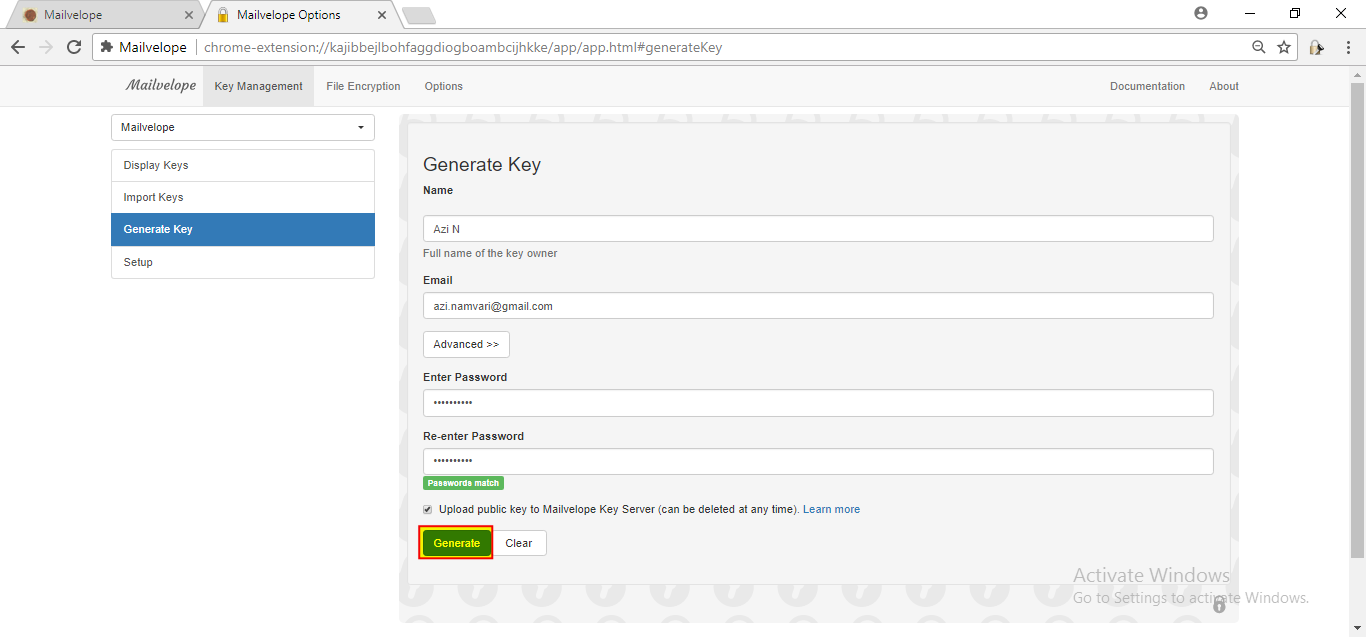 Mailvelope
Mailvelope Options
Mailvelope chrome-extension://kajibbejlbohfaggdiogboambcijhkke/app/app.html#generateKey
Mailvelope Key Management File Encryption Options Documentation About
Mailvelope
Display Keys
Import Keys
Generate Key
Setup
Generate Key
Name
Azi N
Full name of the key owner
Email
azi.namvari@gmail.com
Advanced >>
Enter Password
••••••••••
Re-enter Password
••••••••••
Passwords match
Upload public key to Mailvelope Key Server (can be deleted at any time). Learn more
Generate Clear
Activate Windows
Go to Settings to activate Windows.